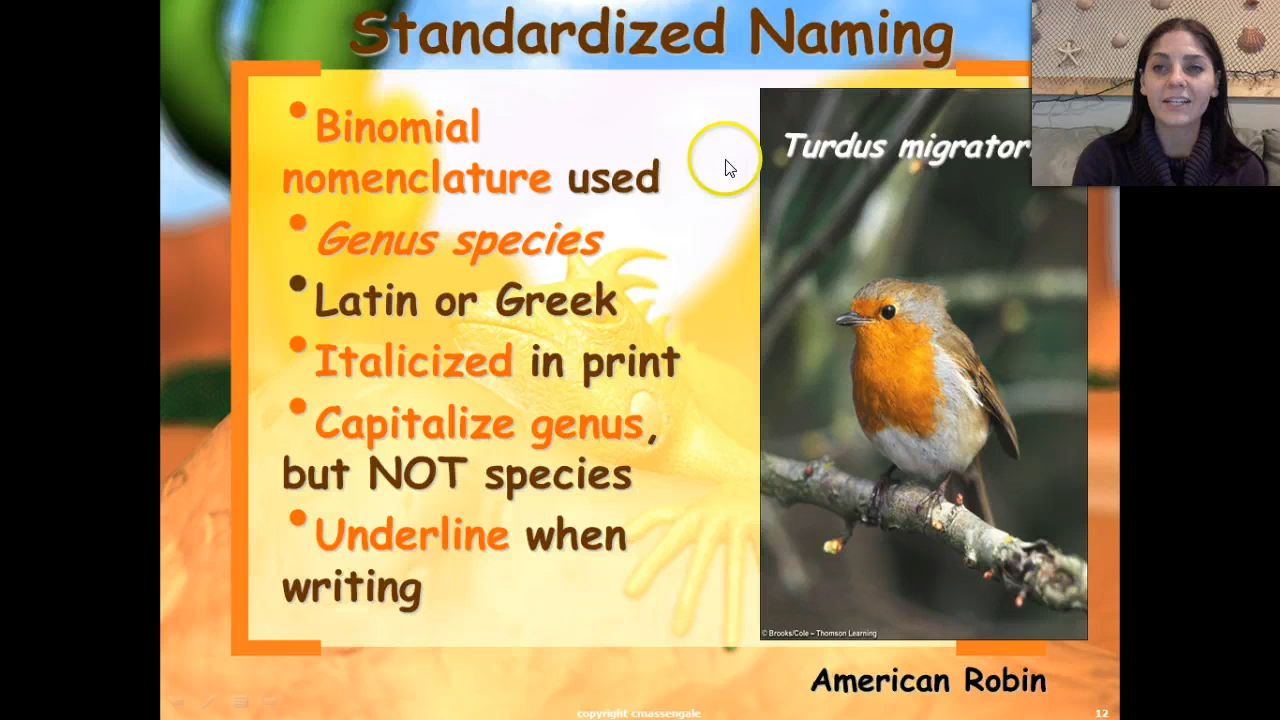 Standardized Naming
•Binomial
nomenclature used
•Genus species
•Latin or Greek
•Italicized in print
•Capitalize genus,
but NOT species
•Underline when
writing
Turdus migrator
© Brooks/Cole – Thomson Learning
American Robin
copyright cmassengale
12